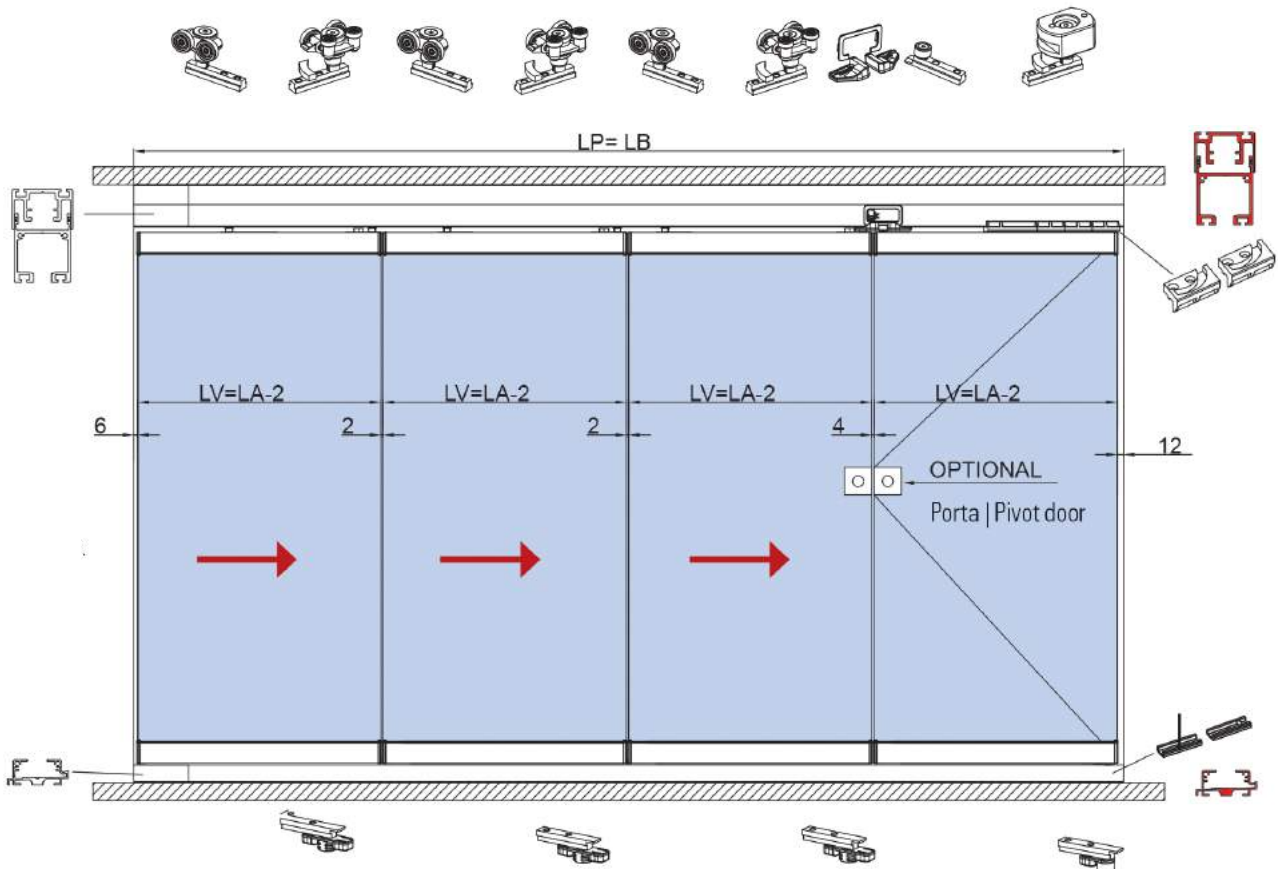 LP= LB
LV=LA-2
LV=LA-2
LV=LA-2
LV=LA-2
6
2
2
4
12
OPTIONAL
Porta | Pivot door